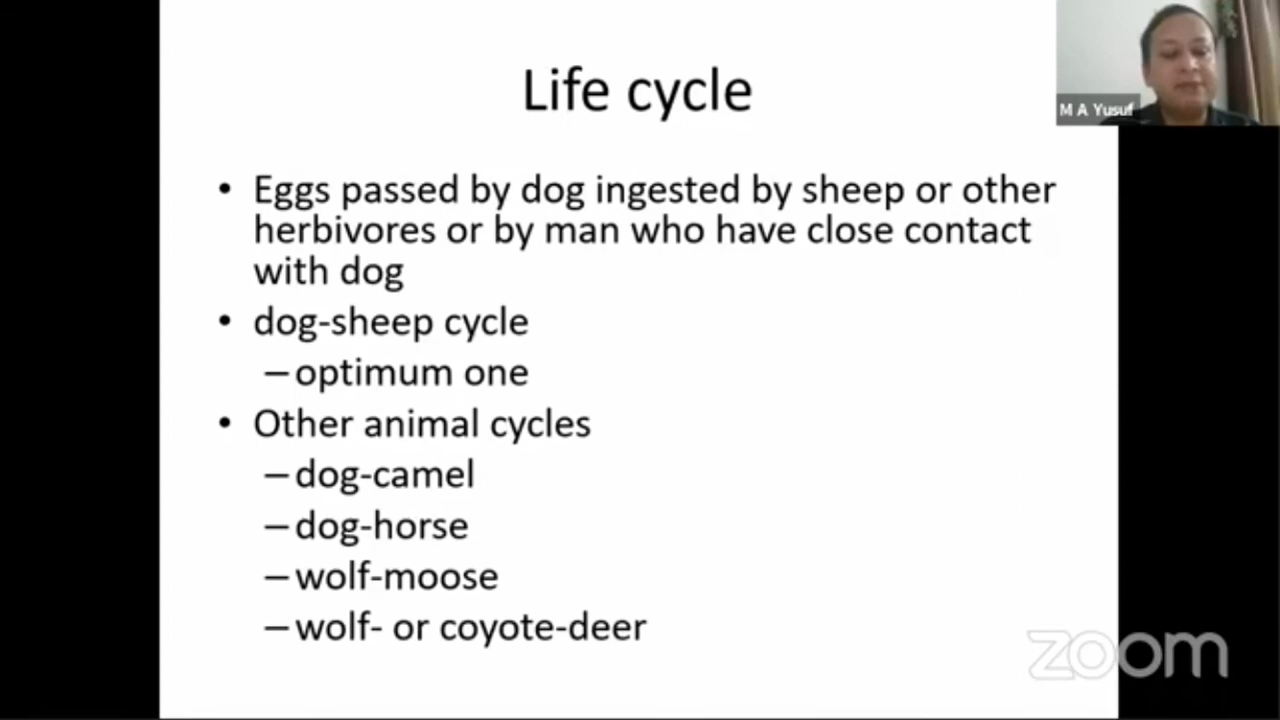 Life cycle
M A Yusuf
• Eggs passed by dog ingested by sheep or other
herbivores or by man who have close contact
with dog
• dog-sheep cycle
– optimum one
• Other animal cycles
– dog-camel
– dog-horse
– wolf-moose
– wolf- or coyote-deer
zoom